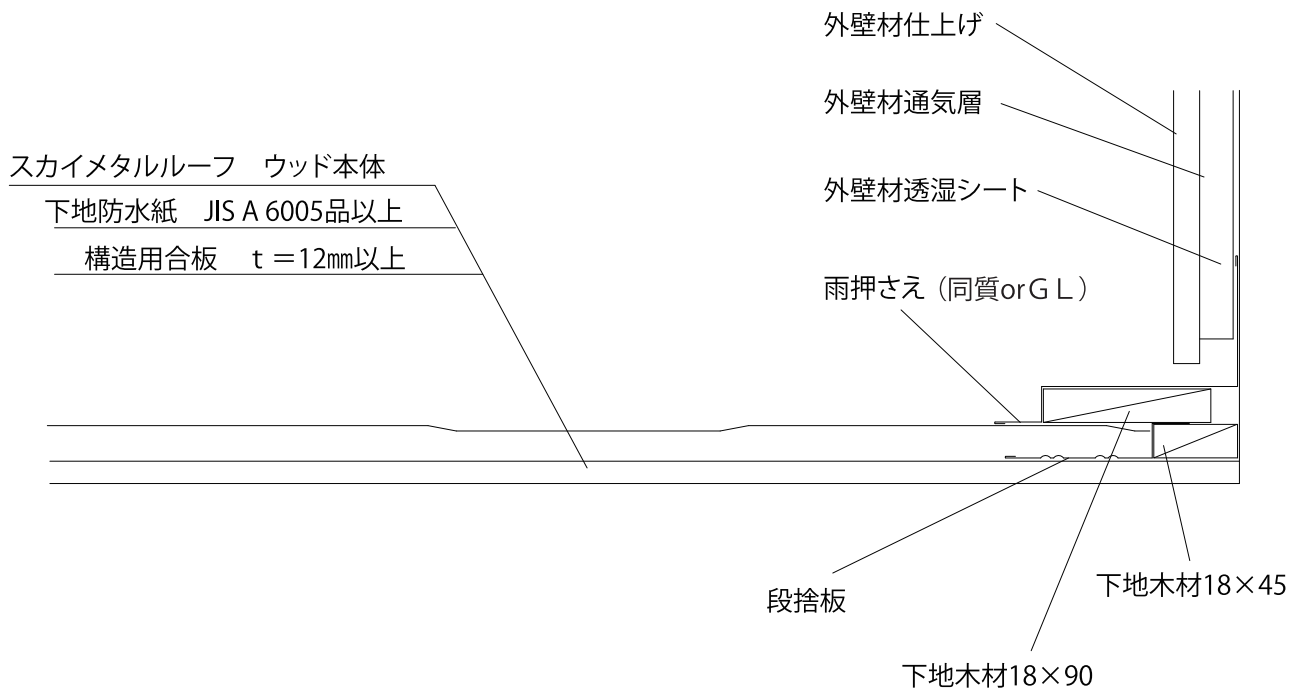 外壁材仕上げ
外壁材通気層
スカイメタルルーフ　ウッド本体
外壁材透湿シート
下地防水紙　JIS A 6005品以上
構造用合板　ｔ＝12㎜以上
雨押さえ（同質orＧＬ）
下地木材18×45
段捨板
下地木材18×90